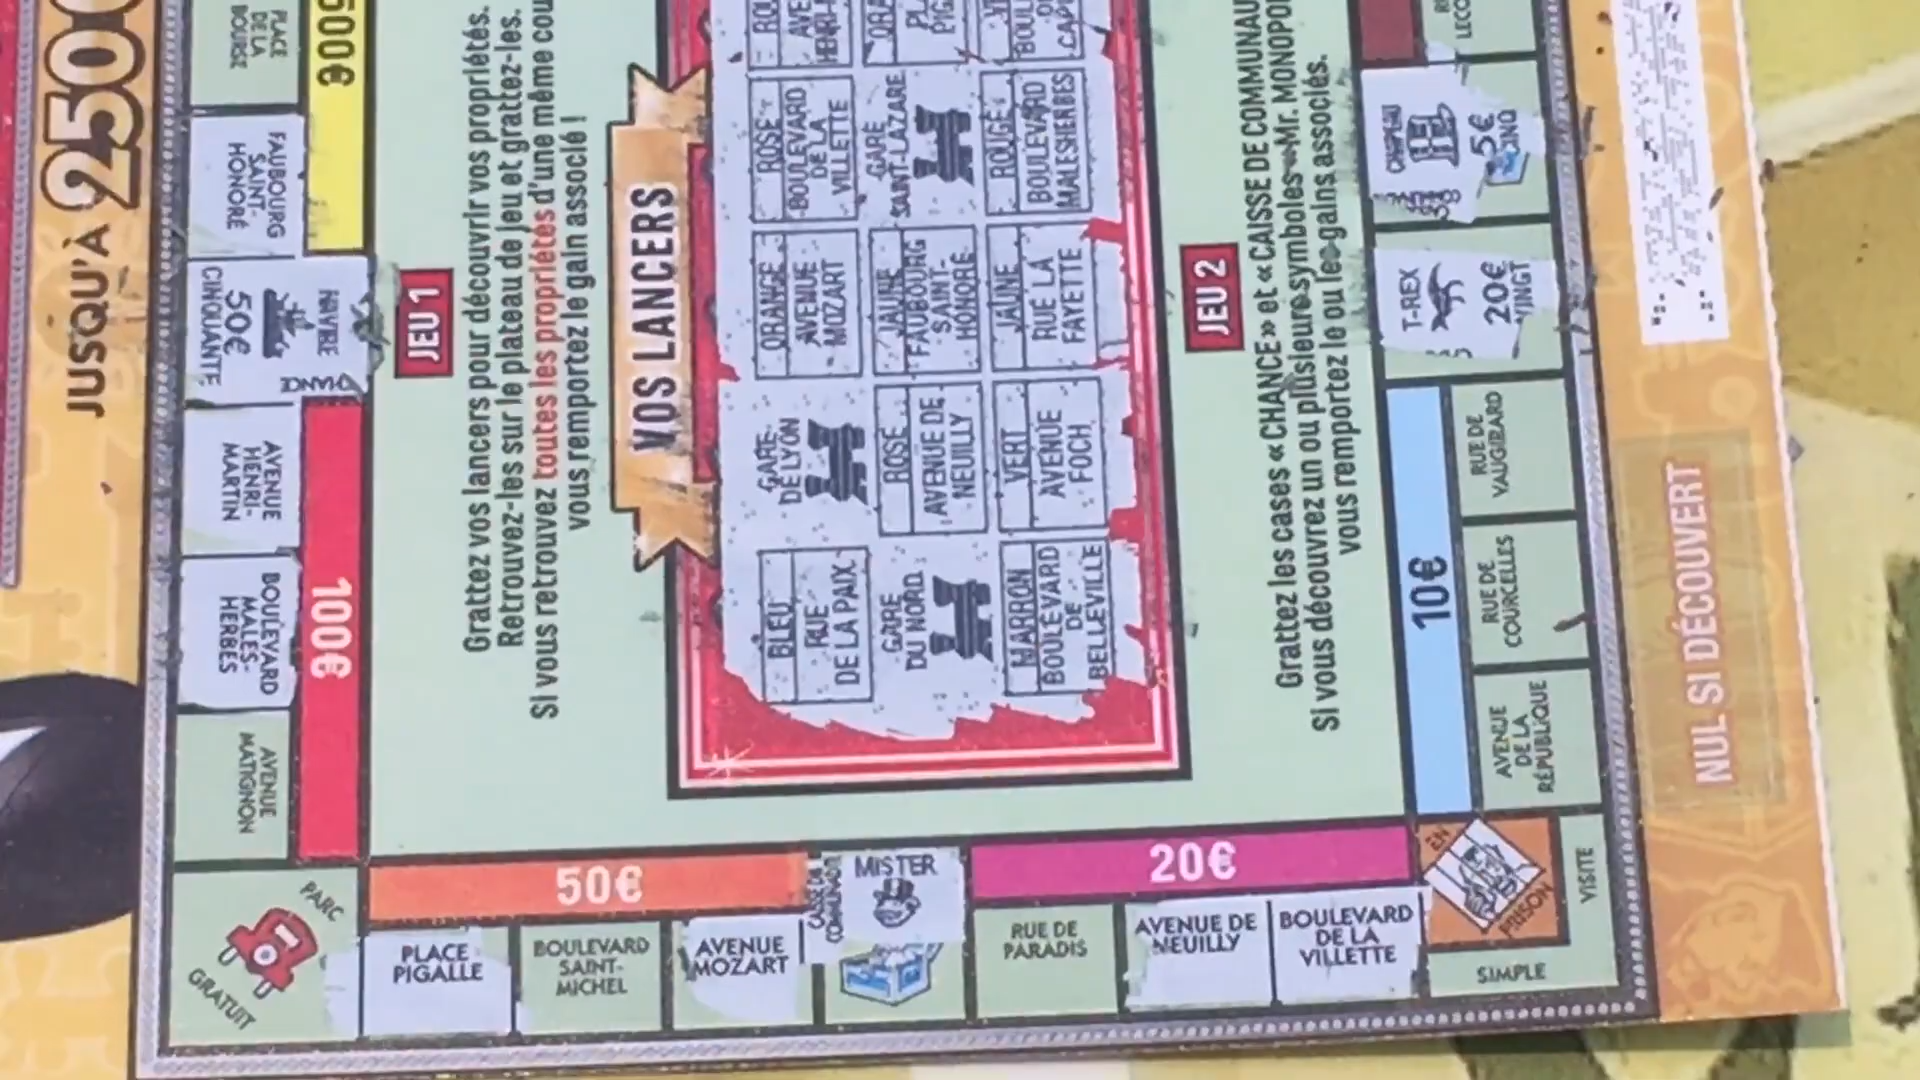 JUSQU'À 250
PLACE
DE LA
BOURSE
500€
FAUBOURG
SAINT-
HONORÉ
CINQUANTE
50€
NAVIRE
CHANCE
AVENUE
HENRI-
MARTIN
BOULEVARD
MALES-
HERBES
100€
AVENUE
MATIGNON
PARC
GRATUIT
JEU 1
Grattez vos lancers pour découvrir vos propriétés.
Retrouvez-les sur le plateau de jeu et grattez-les.
Si vous retrouvez toutes les propriétés d'une même cou
vous remportez le gain associé !
VOS LANCERS
BLEU
RUE
DE LA PAIX
GARE
DE LYON
ORANGE
AVENUE
MOZART
ROSE
BOULEVARD
DE LA
VILLETTE
GARE
DU NORD
ROSE
AVENUE DE
NEUILLY
JAUNE
FAUBOURG
SAINT-
HONORÉ
GARE
SAINT-LAZARE
MARRON
BOULEVARD
DE
BELLEVILLE
VERT
AVENUE
FOCH
JAUNE
RUE LA
FAYETTE
ROUGE
BOULEVARD
MALESHERBES
JEU 2
Grattez les cases « CHANCE » et « CAISSE DE COMMUNAU
Si vous découvrez un ou plusieurs symboles Mr. MONOPO
vous remportez le ou les gains associés.
50€
PLACE
PIGALLE
BOULEVARD
SAINT-
MICHEL
AVENUE
MOZART
MISTER
20€
RUE DE
PARADIS
AVENUE DE
NEUILLY
BOULEVARD
DE LA
VILLETTE
EN
PRISON
SIMPLE
VISITE
10€
AVENUE
DE LA
RÉPUBLIQUE
RUE DE
COURCELLES
RUE DE
VAUGIRARD
T-REX
20€
VINGT
CHAPEAU
5€
CINQ
NUL SI DÉCOUVERT